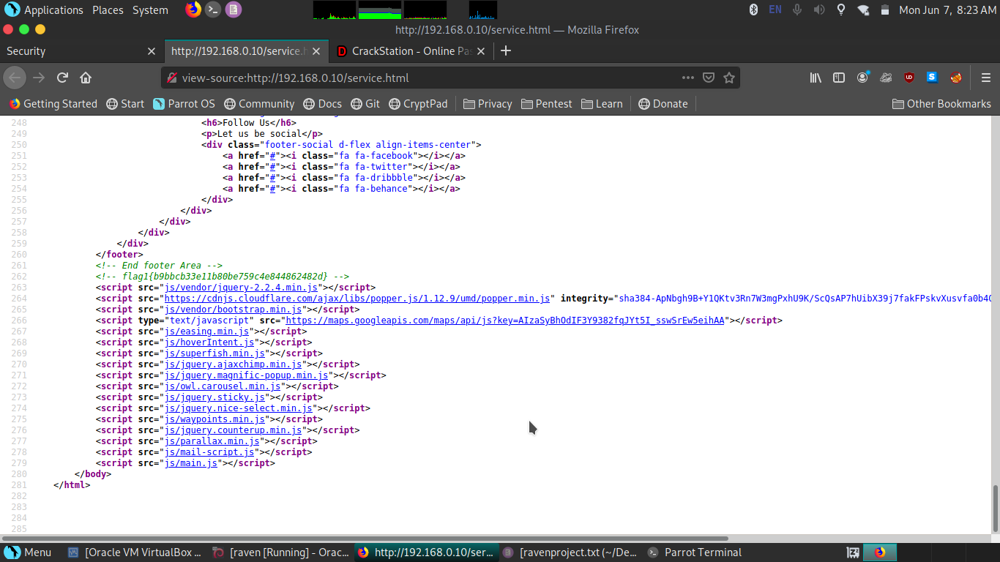 Applications Places System EN Mon Jun 7, 8:23 AM
http://192.168.0.10/service.html — Mozilla Firefox
Security http://192.168.0.10/service.h CrackStation - Online Pa
view-source:http://192.168.0.10/service.html
Getting Started Start Parrot OS Community Docs Git CryptPad Privacy Pentest Learn Donate Other Bookmarks
248 <h6>Follow Us</h6>
249 <p>Let us be social</p>
250 <div class="footer-social d-flex align-items-center">
251 <a href="#"><i class="fa fa-facebook"></i></a>
252 <a href="#"><i class="fa fa-twitter"></i></a>
253 <a href="#"><i class="fa fa-dribbble"></i></a>
254 <a href="#"><i class="fa fa-behance"></i></a>
255 </div>
256 </div>
257 </div>
258 </div>
259 </div>
260 </footer>
261 <!-- End footer Area -->
262 <!-- flag1{b9bbcb33e11b80be759c4e844862482d} -->
263 <script src="js/vendor/jquery-2.2.4.min.js"></script>
264 <script src="https://cdnjs.cloudflare.com/ajax/libs/popper.js/1.12.9/umd/popper.min.js" integrity="sha384-ApNbgh9B+Y1QKtv3Rn7W3mgPxhU9K/ScQsAP7hUibX39j7fakFPskvXusvfa0b4Q
265 <script src="js/vendor/bootstrap.min.js"></script>
266 <script type="text/javascript" src="https://maps.googleapis.com/maps/api/js?key=AIzaSyBhOdIF3Y9382fqJYt5I_sswSrEw5eihAA"></script>
267 <script src="js/easing.min.js"></script>
268 <script src="js/hoverIntent.js"></script>
269 <script src="js/superfish.min.js"></script>
270 <script src="js/jquery.ajaxchimp.min.js"></script>
271 <script src="js/jquery.magnific-popup.min.js"></script>
272 <script src="js/owl.carousel.min.js"></script>
273 <script src="js/jquery.sticky.js"></script>
274 <script src="js/jquery.nice-select.min.js"></script>
275 <script src="js/waypoints.min.js"></script>
276 <script src="js/jquery.counterup.min.js"></script>
277 <script src="js/parallax.min.js"></script>
278 <script src="js/mail-script.js"></script>
279 <script src="js/main.js"></script>
280 </body>
281 </html>
282
283
284
285
Menu [Oracle VM VirtualBox ... [raven [Running] - Orac... http://192.168.0.10/ser... [ravenproject.txt (~/De... Parrot Terminal